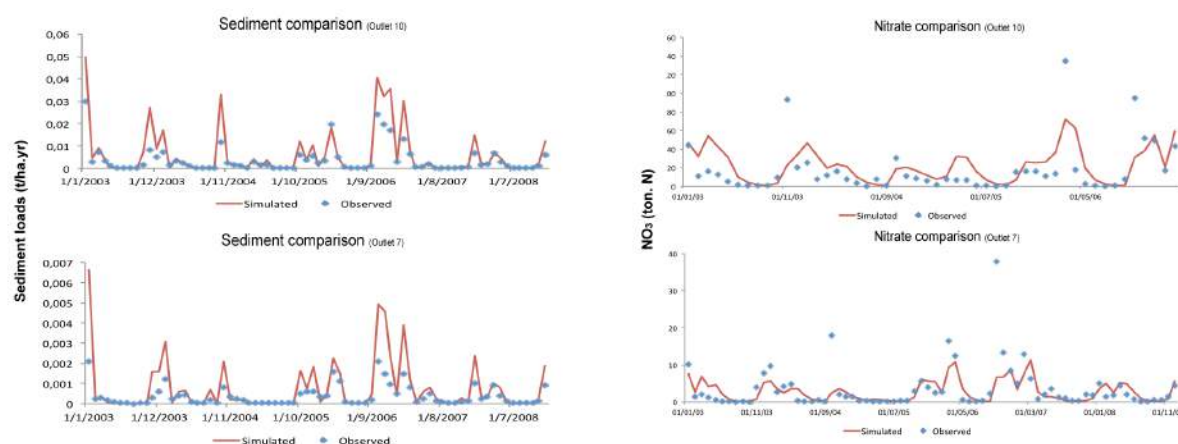 Sediment comparison (Outlet 10)
Sediment loads (t/ha.yr)
0,06
0,05
0,04
0,03
0,02
0,01
0
1/1/2003 1/12/2003 1/11/2004 1/10/2005 1/9/2006 1/8/2007 1/7/2008
Simulated Observed
Sediment comparison (Outlet 7)
0,007
0,006
0,005
0,004
0,003
0,002
0,001
0,000
1/1/2003 1/12/2003 1/11/2004 1/10/2005 1/9/2006 1/8/2007 1/7/2008
Simulated Observed
Nitrate comparison (Outlet 10)
NO₃ (ton. N)
60
40
20
00
80
60
40
20
0
01/01/03 01/11/03 01/09/04 01/07/05 01/05/06
Simulated Observed
Nitrate comparison (Outlet 7)
40
30
20
10
0
01/01/03 01/11/03 01/09/04 01/07/05 01/05/06 01/03/07 01/01/08 01/11/0
Simulated Observed